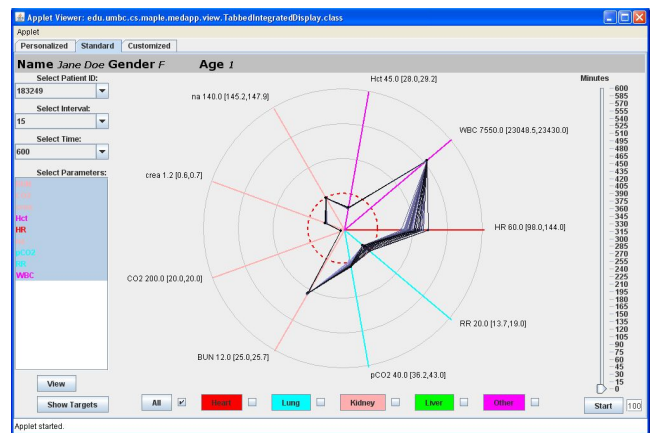 Applet Viewer: edu.umbc.cs.maple.medapp.view.TabbedIntegratedDisplay.class
Applet
Personalized Standard Customized
Name Jane Doe Gender F Age 1
Select Patient ID:
183249
Select Interval:
15
Select Time:
600
Select Parameters:
Hct
HR
pCO2
RR
WBC
View
Show Targets
Hct 45.0 [28.0,29.2]
na 140.0 [145.2,147.9]
WBC 7550.0 [23048.5,23430.0]
crea 1.2 [0.6,0.7]
HR 60.0 [98.0,144.0]
CO2 200.0 [20.0,20.0]
RR 20.0 [13.7,19.0]
BUN 12.0 [25.0,25.7]
pCO2 40.0 [36.2,43.0]
All Heart Lung Kidney Liver Other
Minutes
600
585
570
555
540
525
510
495
480
465
450
435
420
405
390
375
360
345
330
315
300
285
270
255
240
225
210
195
180
165
150
135
120
105
90
75
60
45
30
15
0
Start 100
Applet started.